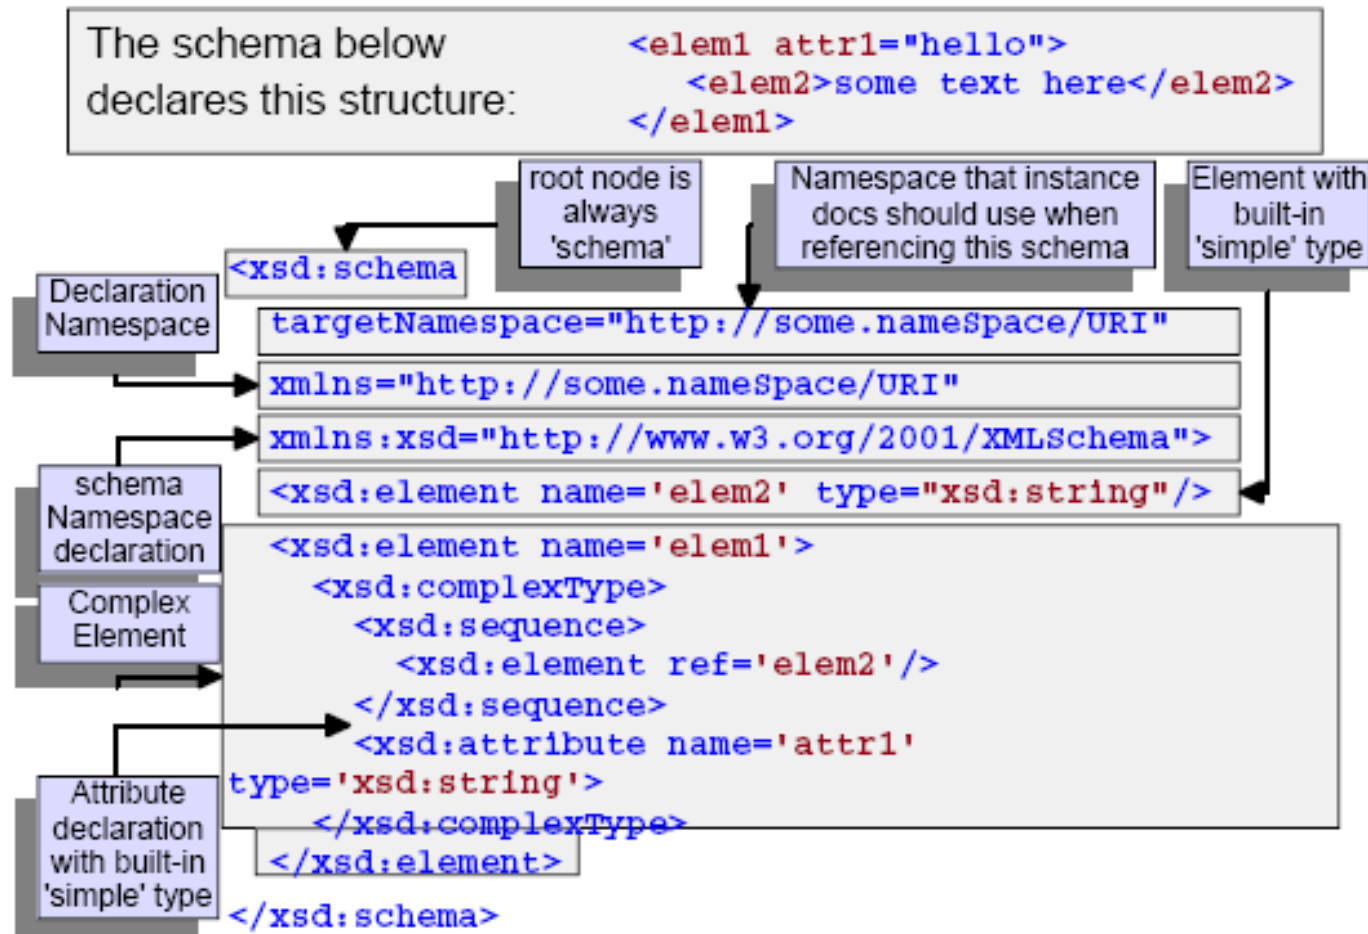 The schema below
declares this structure:
<elem1 attr1="hello">
<elem2>some text here</elem2>
</elem1>
root node is
always
'schema'
Namespace that instance
docs should use when
referencing this schema
Element with
built-in
'simple' type
<xsd:schema
Declaration
Namespace
targetNamespace="http://some.nameSpace/URI"
xmlns="http://some.nameSpace/URI"
xmlns:xsd="http://www.w3.org/2001/XMLSchema">
schema
Namespace
declaration
<xsd:element name='elem2' type="xsd:string"/>
<xsd:element name='elem1'>
<xsd:complexType>
Complex
Element
<xsd:sequence>
<xsd:element ref='elem2'/>
</xsd:sequence>
<xsd:attribute name='attr1'
type='xsd:string'>
Attribute
declaration
with built-in
'simple' type
</xsd:complexType>
</xsd:element>
</xsd:schema>